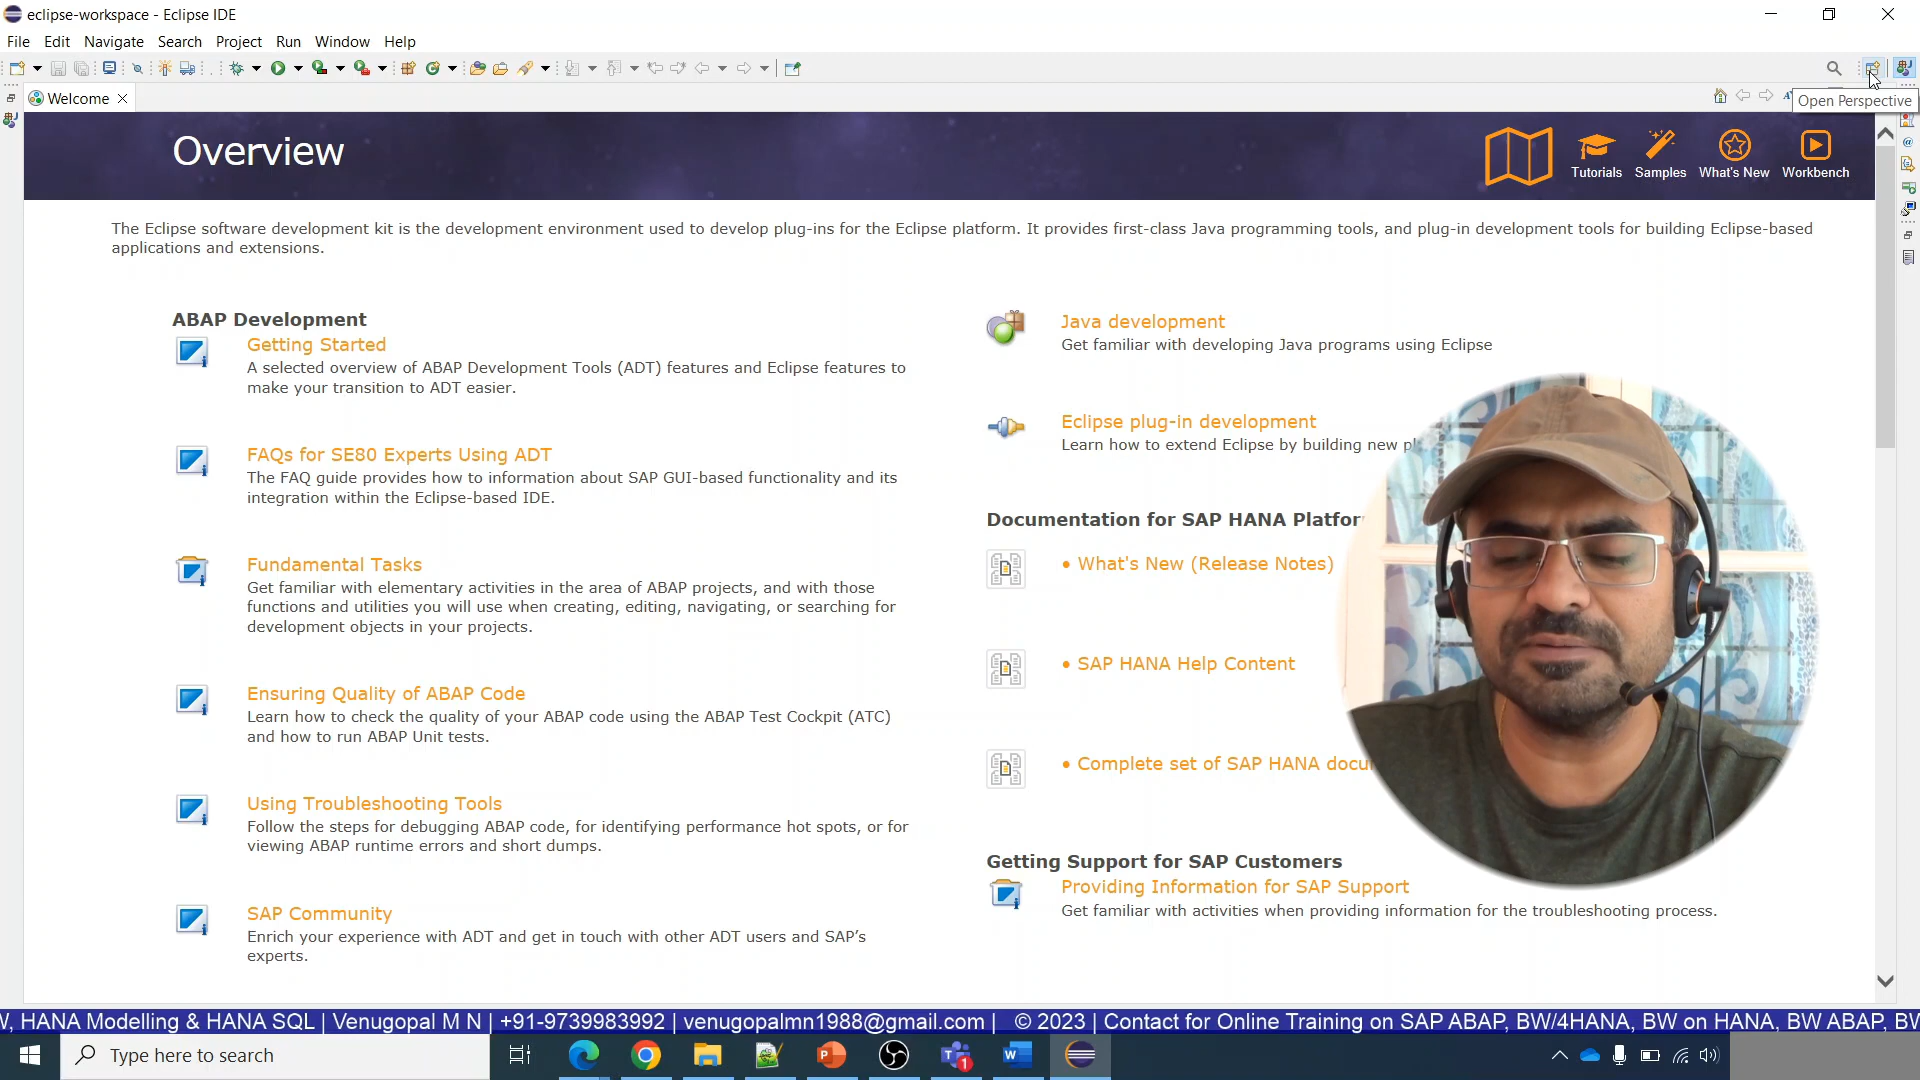 eclipse-workspace - Eclipse IDE
File Edit Navigate Search Project Run Window Help
Welcome
Open Perspective
Overview
Tutorials Samples What's New Workbench
The Eclipse software development kit is the development environment used to develop plug-ins for the Eclipse platform. It provides first-class Java programming tools, and plug-in development tools for building Eclipse-based
applications and extensions.
ABAP Development
Getting Started
A selected overview of ABAP Development Tools (ADT) features and Eclipse features to
make your transition to ADT easier.
FAQs for SE80 Experts Using ADT
The FAQ guide provides how to information about SAP GUI-based functionality and its
integration within the Eclipse-based IDE.
Fundamental Tasks
Get familiar with elementary activities in the area of ABAP projects, and with those
functions and utilities you will use when creating, editing, navigating, or searching for
development objects in your projects.
Ensuring Quality of ABAP Code
Learn how to check the quality of your ABAP code using the ABAP Test Cockpit (ATC)
and how to run ABAP Unit tests.
Using Troubleshooting Tools
Follow the steps for debugging ABAP code, for identifying performance hot spots, or for
viewing ABAP runtime errors and short dumps.
SAP Community
Enrich your experience with ADT and get in touch with other ADT users and SAP’s
experts.
Java development
Get familiar with developing Java programs using Eclipse
Eclipse plug-in development
Learn how to extend Eclipse by building new
Documentation for SAP HANA
• What's New (Release Notes)
• SAP HANA Help Content
• Complete set of SAP HANA
Getting Support for SAP Customers
Providing Information for SAP Support
Get familiar with activities when providing information for the troubleshooting process.
HANA Modelling & HANA SQL | Venugopal M N | +91-9739983992 | venugopalmn1988@gmail.com | © 2023 | Contact for Online Training on SAP ABAP, BW/4HANA, BW on HANA, BW ABAP,
Type here to search
1